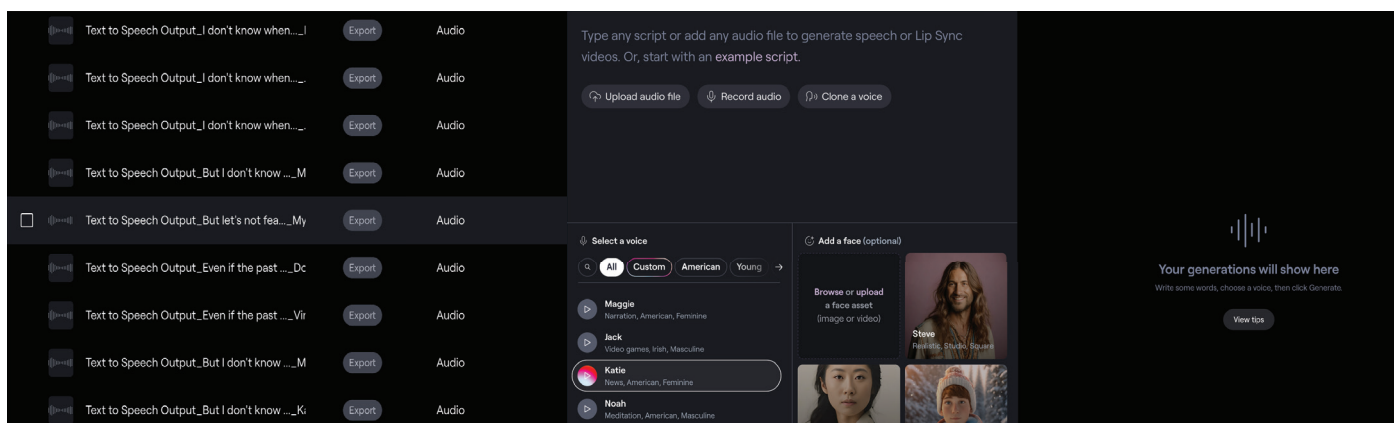 Text to Speech Output_I don't know when..._I
Export
Audio
Text to Speech Output_I don't know when..._.
Export
Audio
Text to Speech Output_I don't know when..._.
Export
Audio
Text to Speech Output_But I don't know ..._M
Export
Audio
Text to Speech Output_But let's not fea..._My
Export
Audio
Text to Speech Output_Even if the past ..._Dc
Export
Audio
Text to Speech Output_Even if the past ..._Vir
Export
Audio
Text to Speech Output_But I don't know ..._M
Export
Audio
Text to Speech Output_But I don't know ..._Ka
Export
Audio
Type any script or add any audio file to generate speech or Lip Sync
videos. Or, start with an example script.
Upload audio file
Record audio
Clone a voice
Select a voice
All
Custom
American
Young
Maggie
Narration, American, Feminine
Jack
Video games, Irish, Masculine
Katie
News, American, Feminine
Noah
Meditation, American, Masculine
Add a face (optional)
Browse or upload
a face asset
(image or video)
Steve
Realistic, Studio, Square
Your generations will show here
Write some words, choose a voice, then click Generate.
View tips